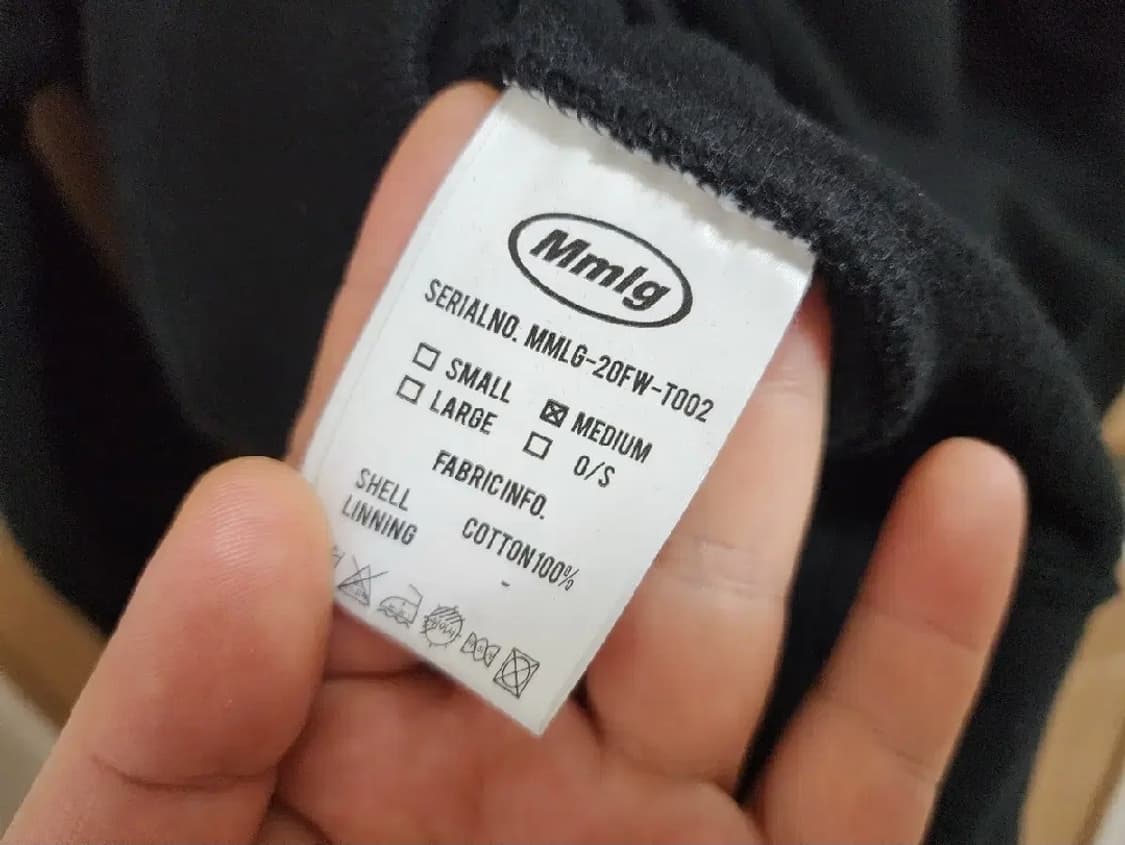 Mmlg
SERIALNO. MMLG-20FW-T002
SMALL MEDIUM
LARGE O/S
FABRICINFO.
SHELL COTTON100%
LINNING -